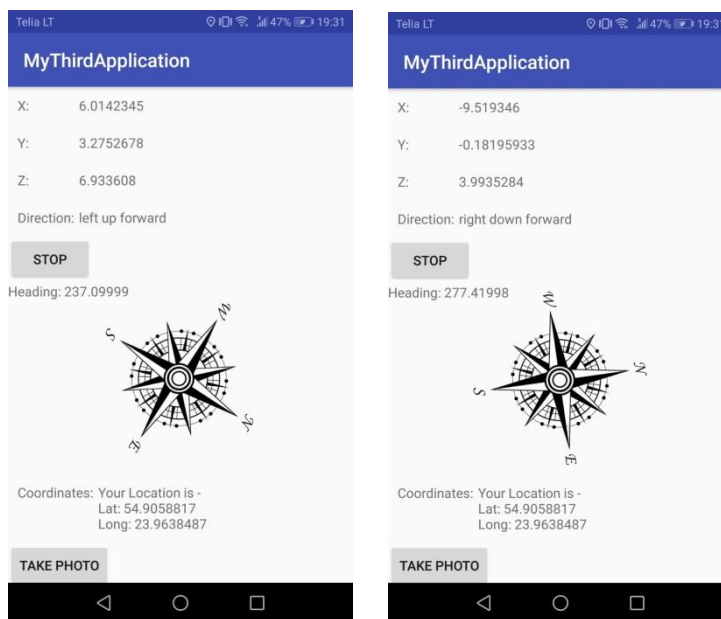 Telia LT 47% 19:31
MyThirdApplication
X: 6.0142345
Y: 3.2752678
Z: 6.933608
Direction: left up forward
STOP
Heading: 237.09999
W
S
N
E
Coordinates: Your Location is -
Lat: 54.9058817
Long: 23.9638487
TAKE PHOTO
Telia LT 47% 19:31
MyThirdApplication
X: -9.519346
Y: -0.18195933
Z: 3.9935284
Direction: right down forward
STOP
Heading: 277.41998
W
N
S
E
Coordinates: Your Location is -
Lat: 54.9058817
Long: 23.9638487
TAKE PHOTO